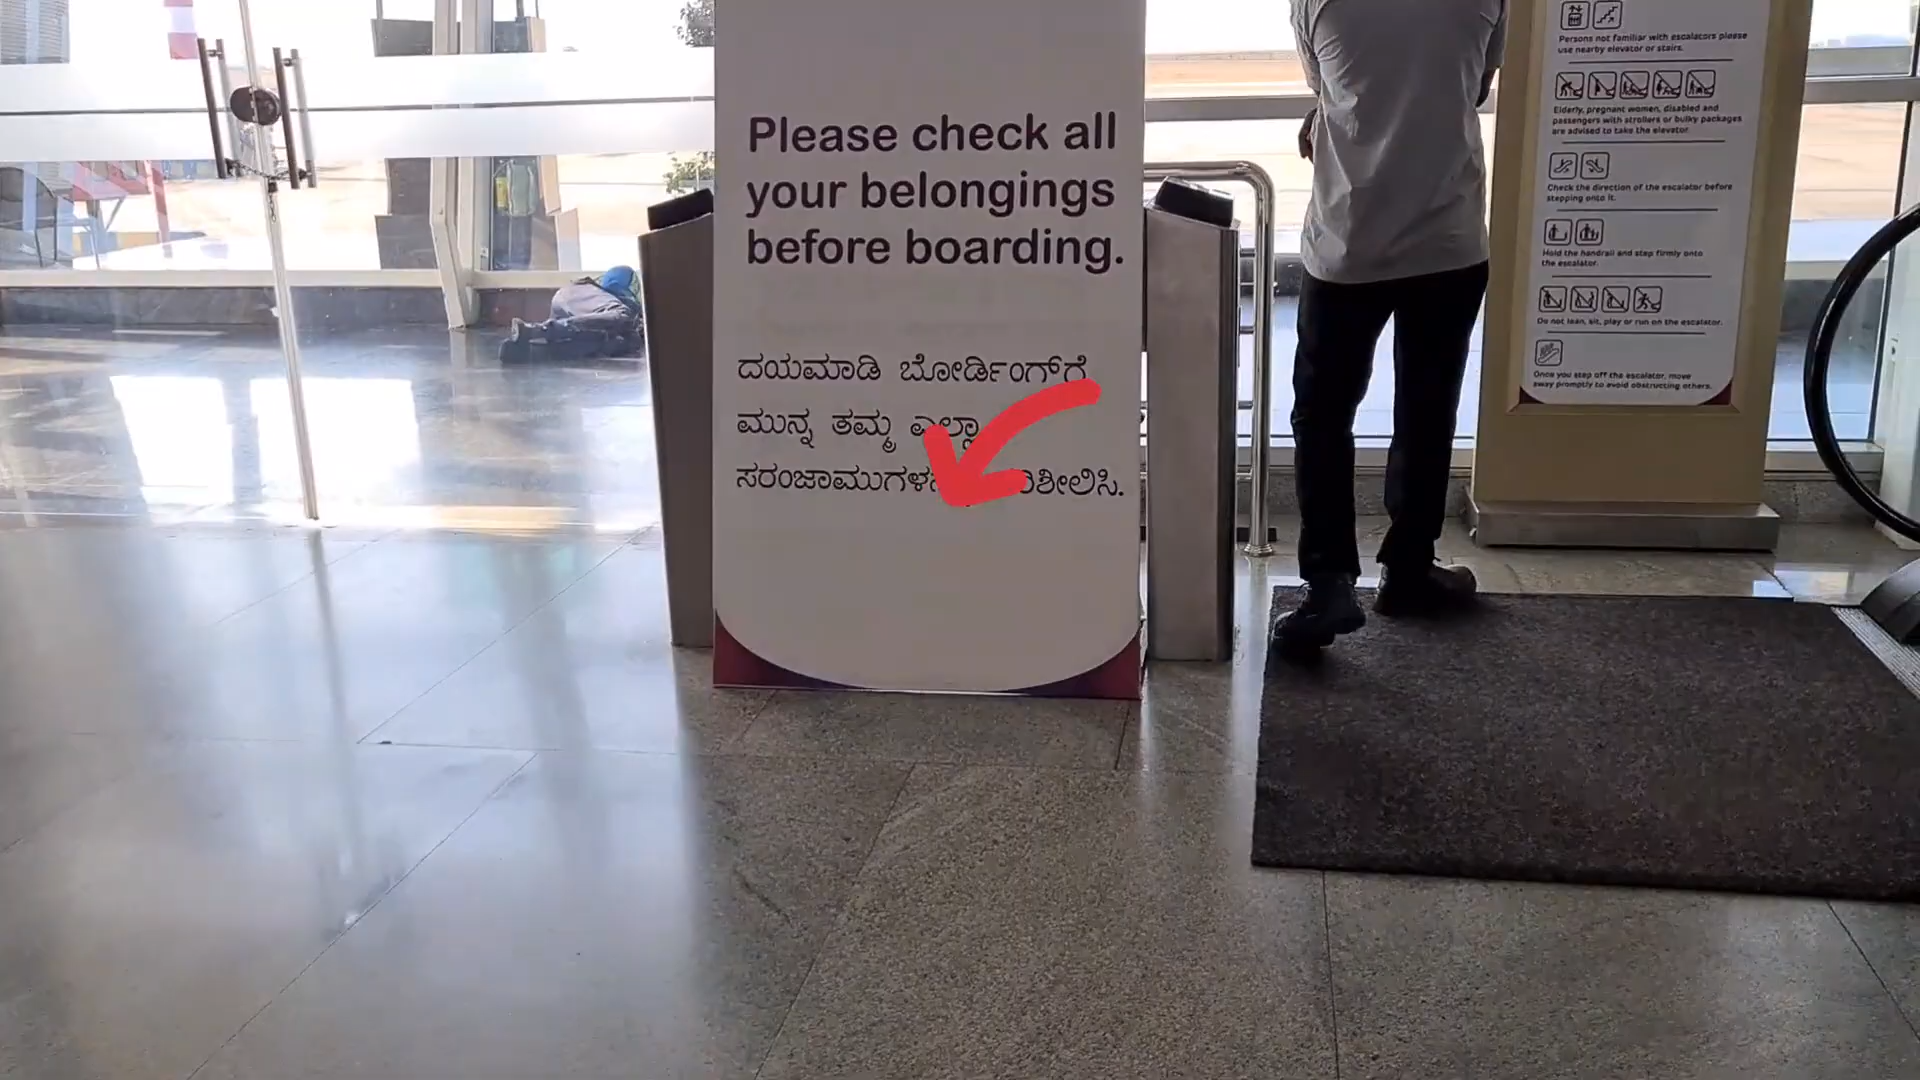 Please check all
your belongings
before boarding.
ದಯಮಾಡಿ ಬೋರ್ಡಿಂಗ್‌ಗೆ
ಮುನ್ನ ತಮ್ಮ ಎಲ್ಲಾ
Persons not familiar with escalators please
use nearby elevator or stairs.
Elderly, pregnant women, disabled and
passengers with strollers or bulky packages
are advised to take the elevator.
Check the direction of the escalator before
stepping onto it.
Hold the handrail and step firmly onto
the escalator.
Do not lean, sit, play or run on the escalator.
Once you step off the escalator, move
away promptly to avoid obstructing others.